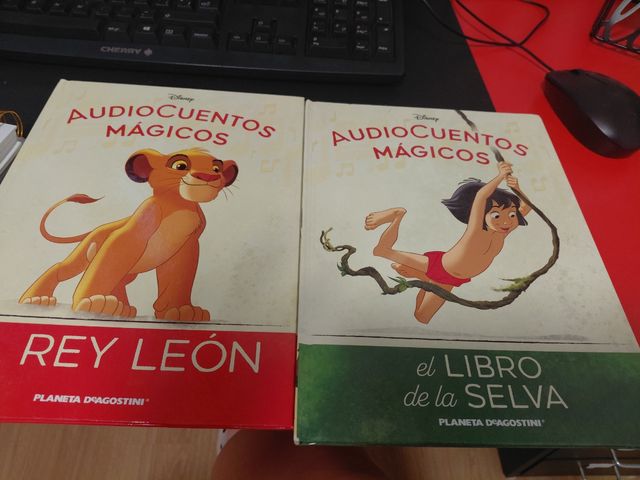 CHERRY
Disney
AUDIOCUENTOS
MÁGICOS
REY LEÓN
PLANETA DEAGOSTINI
Disney
AUDIOCUENTOS
MÁGICOS
el LIBRO
de la SELVA
PLANETA DEAGOSTINI